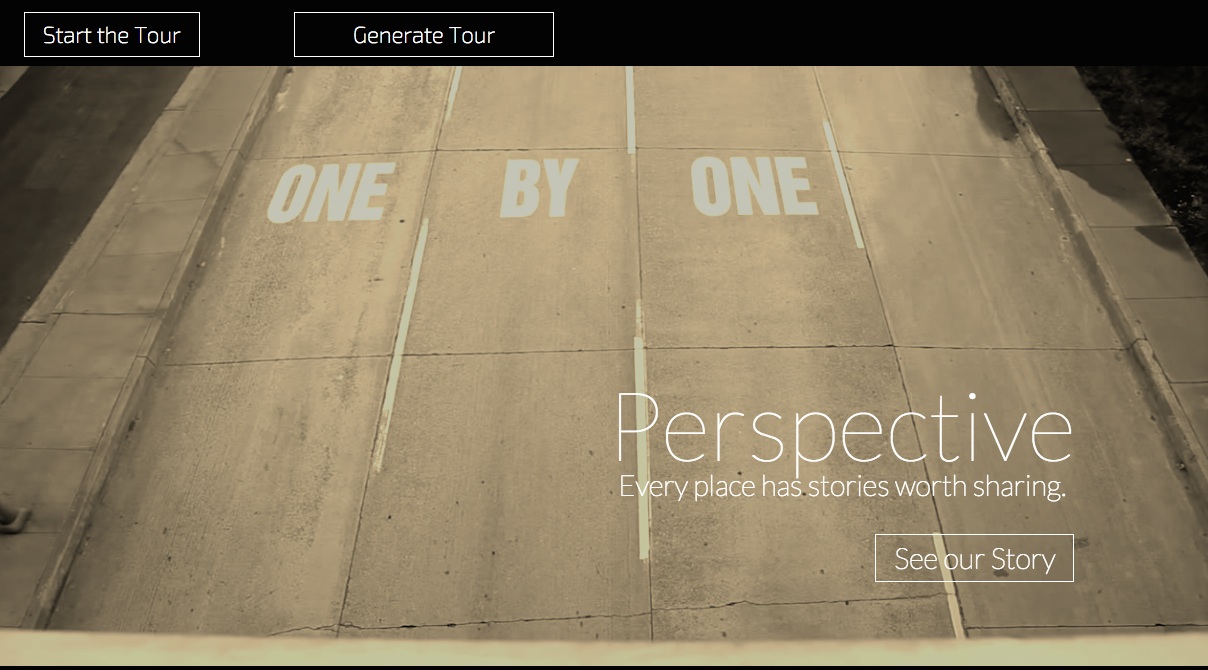 Start the Tour
Generate Tour
ONE BY ONE
Perspective
Every place has stories worth sharing.
See our Story